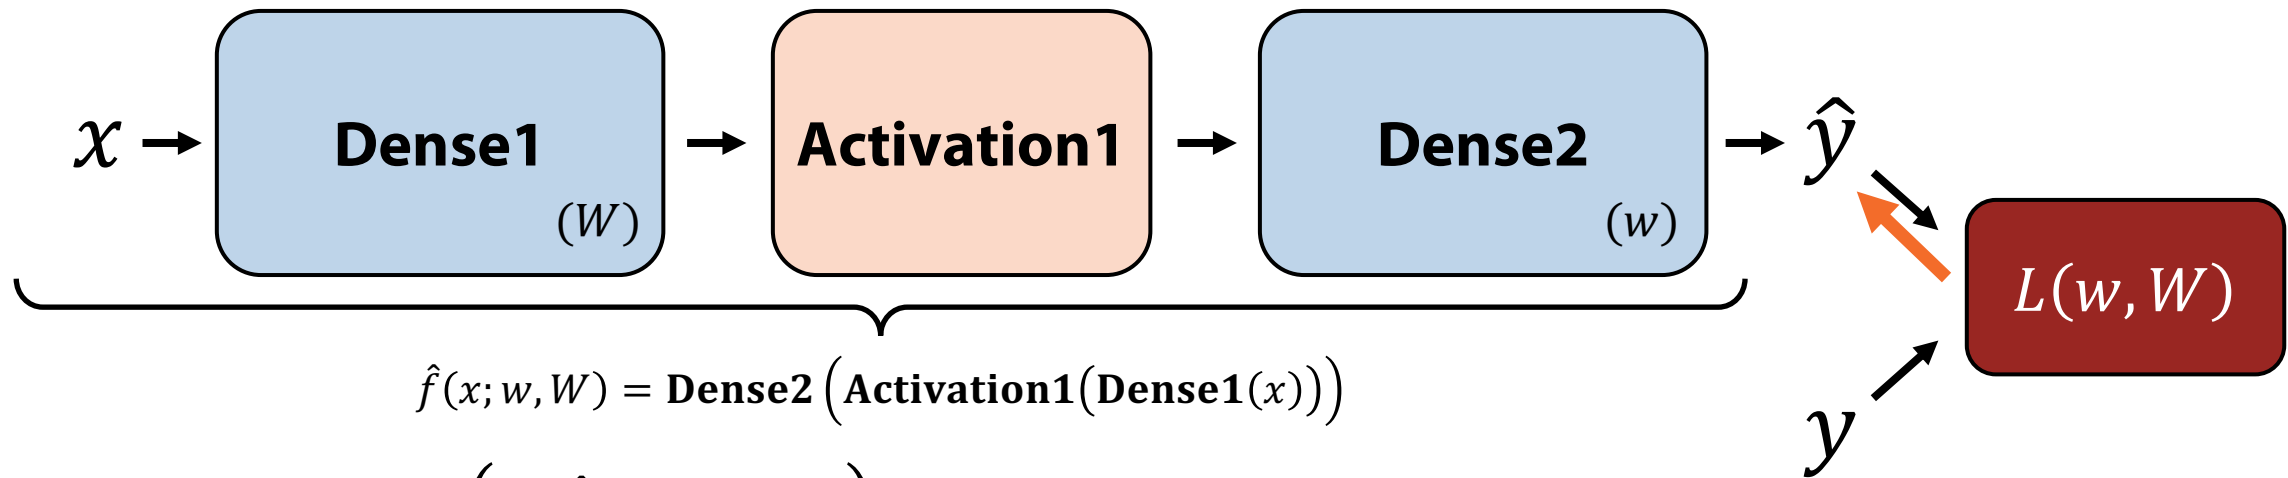 x Dense1 Activation1 Dense2 ŷ
(W) (w)
L(w, W)
f̂(x; w, W) = Dense2(Activation1(Dense1(x)))
y